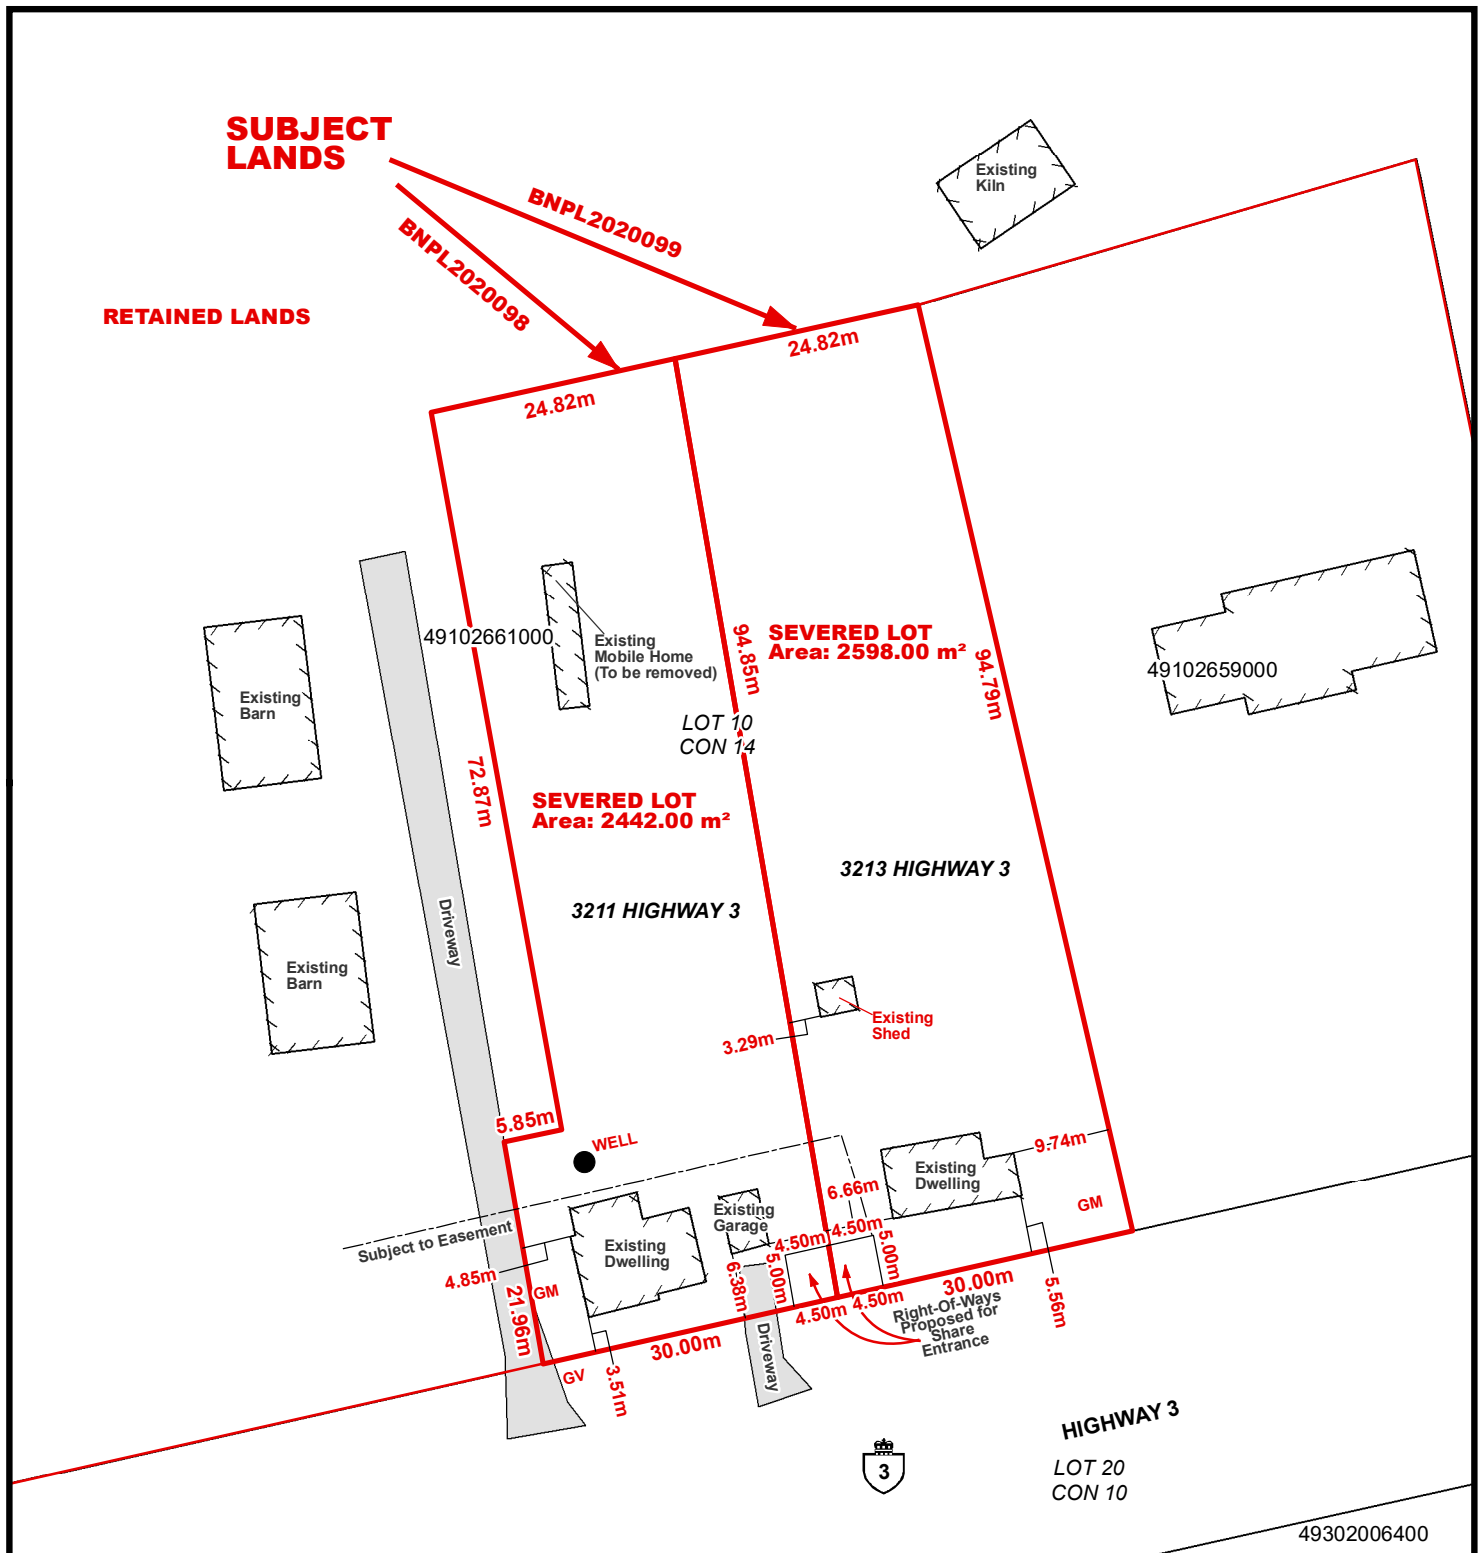 SUBJECT
LANDS
BNPL2020099
BNPL2020098
RETAINED LANDS
Existing
Kiln
24.82m
24.82m
49102661000
Existing
Mobile Home
(To be removed)
94.85m
SEVERED LOT
Area: 2598.00 m²
94.79m
49102659000
Existing
Barn
LOT 10
CON 14
72.87m
SEVERED LOT
Area: 2442.00 m²
3213 HIGHWAY 3
3211 HIGHWAY 3
Driveway
Existing
Barn
Existing
Shed
3.29m
5.85m
WELL
9.74m
Existing
Dwelling
6.66m
GM
Existing
Garage
Subject to Easement
Existing
Dwelling
4.50m
4.50m
5.00m
5.00m
4.85m
GM
6.38m
21.96m
4.50m
4.50m
30.00m
5.56m
Right-Of-Ways
Proposed for
Share
Entrance
30.00m
Driveway
GV
3.51m
HIGHWAY 3
3
LOT 20
CON 10
49302006400